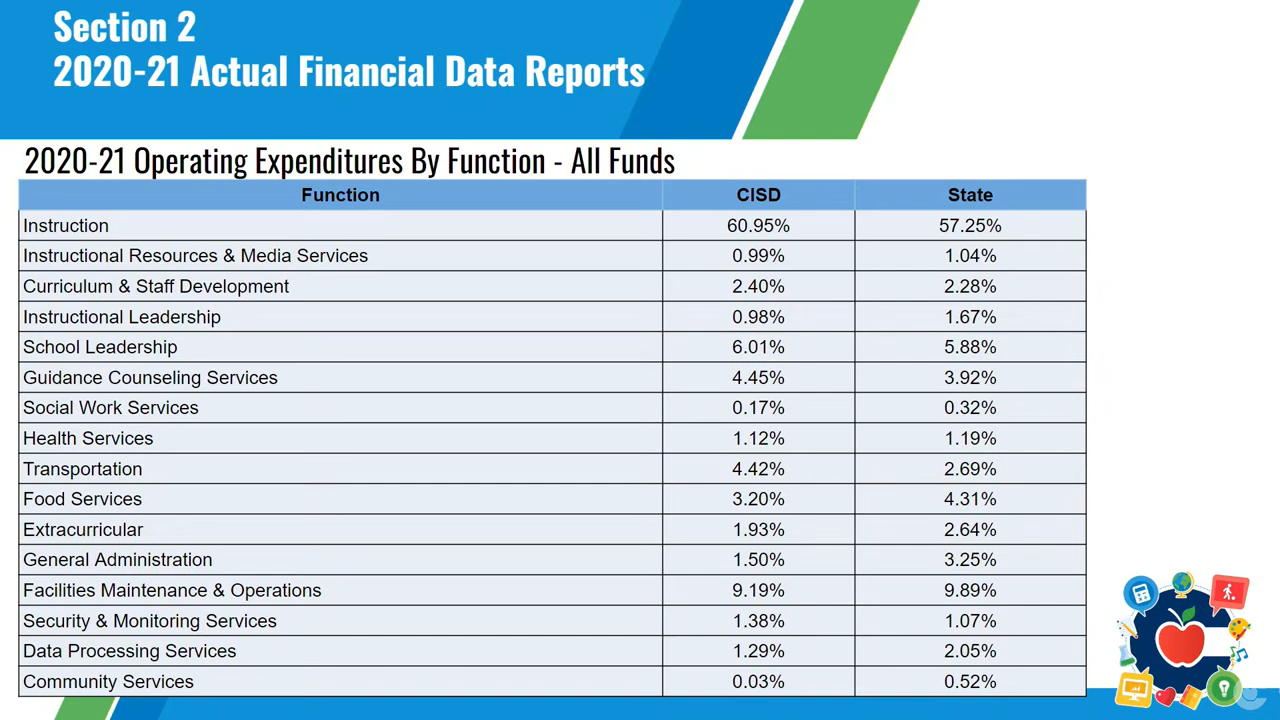 Section 2
2020-21 Actual Financial Data Reports
2020-21 Operating Expenditures By Function - All Funds
Function CISD State
Instruction 60.95% 57.25%
Instructional Resources & Media Services 0.99% 1.04%
Curriculum & Staff Development 2.40% 2.28%
Instructional Leadership 0.98% 1.67%
School Leadership 6.01% 5.88%
Guidance Counseling Services 4.45% 3.92%
Social Work Services 0.17% 0.32%
Health Services 1.12% 1.19%
Transportation 4.42% 2.69%
Food Services 3.20% 4.31%
Extracurricular 1.93% 2.64%
General Administration 1.50% 3.25%
Facilities Maintenance & Operations 9.19% 9.89%
Security & Monitoring Services 1.38% 1.07%
Data Processing Services 1.29% 2.05%
Community Services 0.03% 0.52%